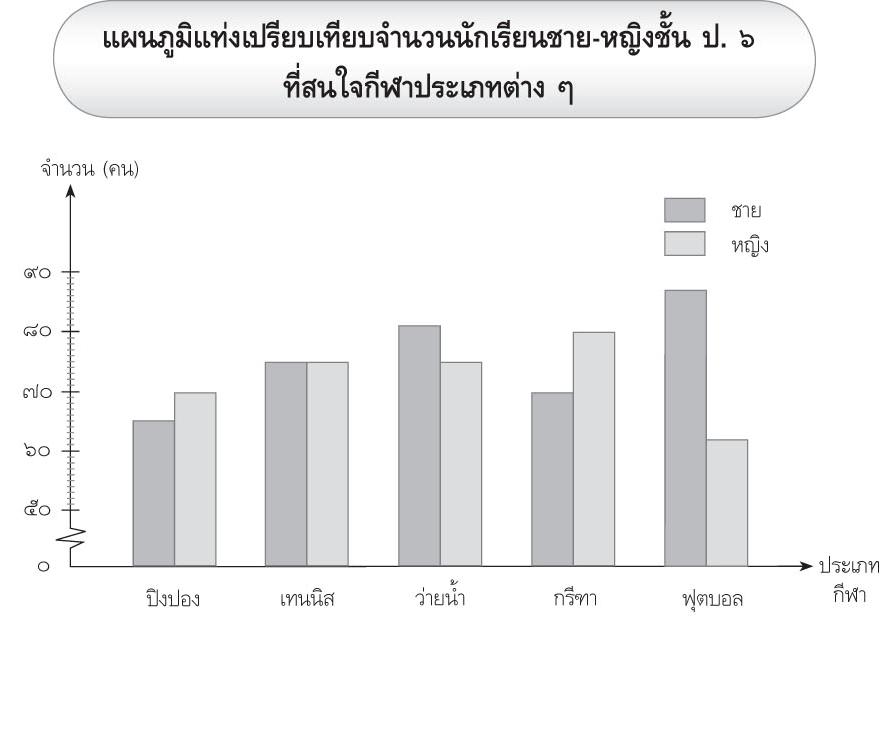 แผนภูมิแท่งเปรียบเทียบจำนวนนักเรียนชาย-หญิงชั้น ป. ๖
ที่สนใจกีฬาประเภทต่าง ๆ
จำนวน (คน)
ชาย
หญิง
๙๐
๘๐
๗๐
๖๐
๕๐
๐
ปิงปอง
เทนนิส
ว่ายน้ำ
กรีฑา
ฟุตบอล
ประเภท
กีฬา